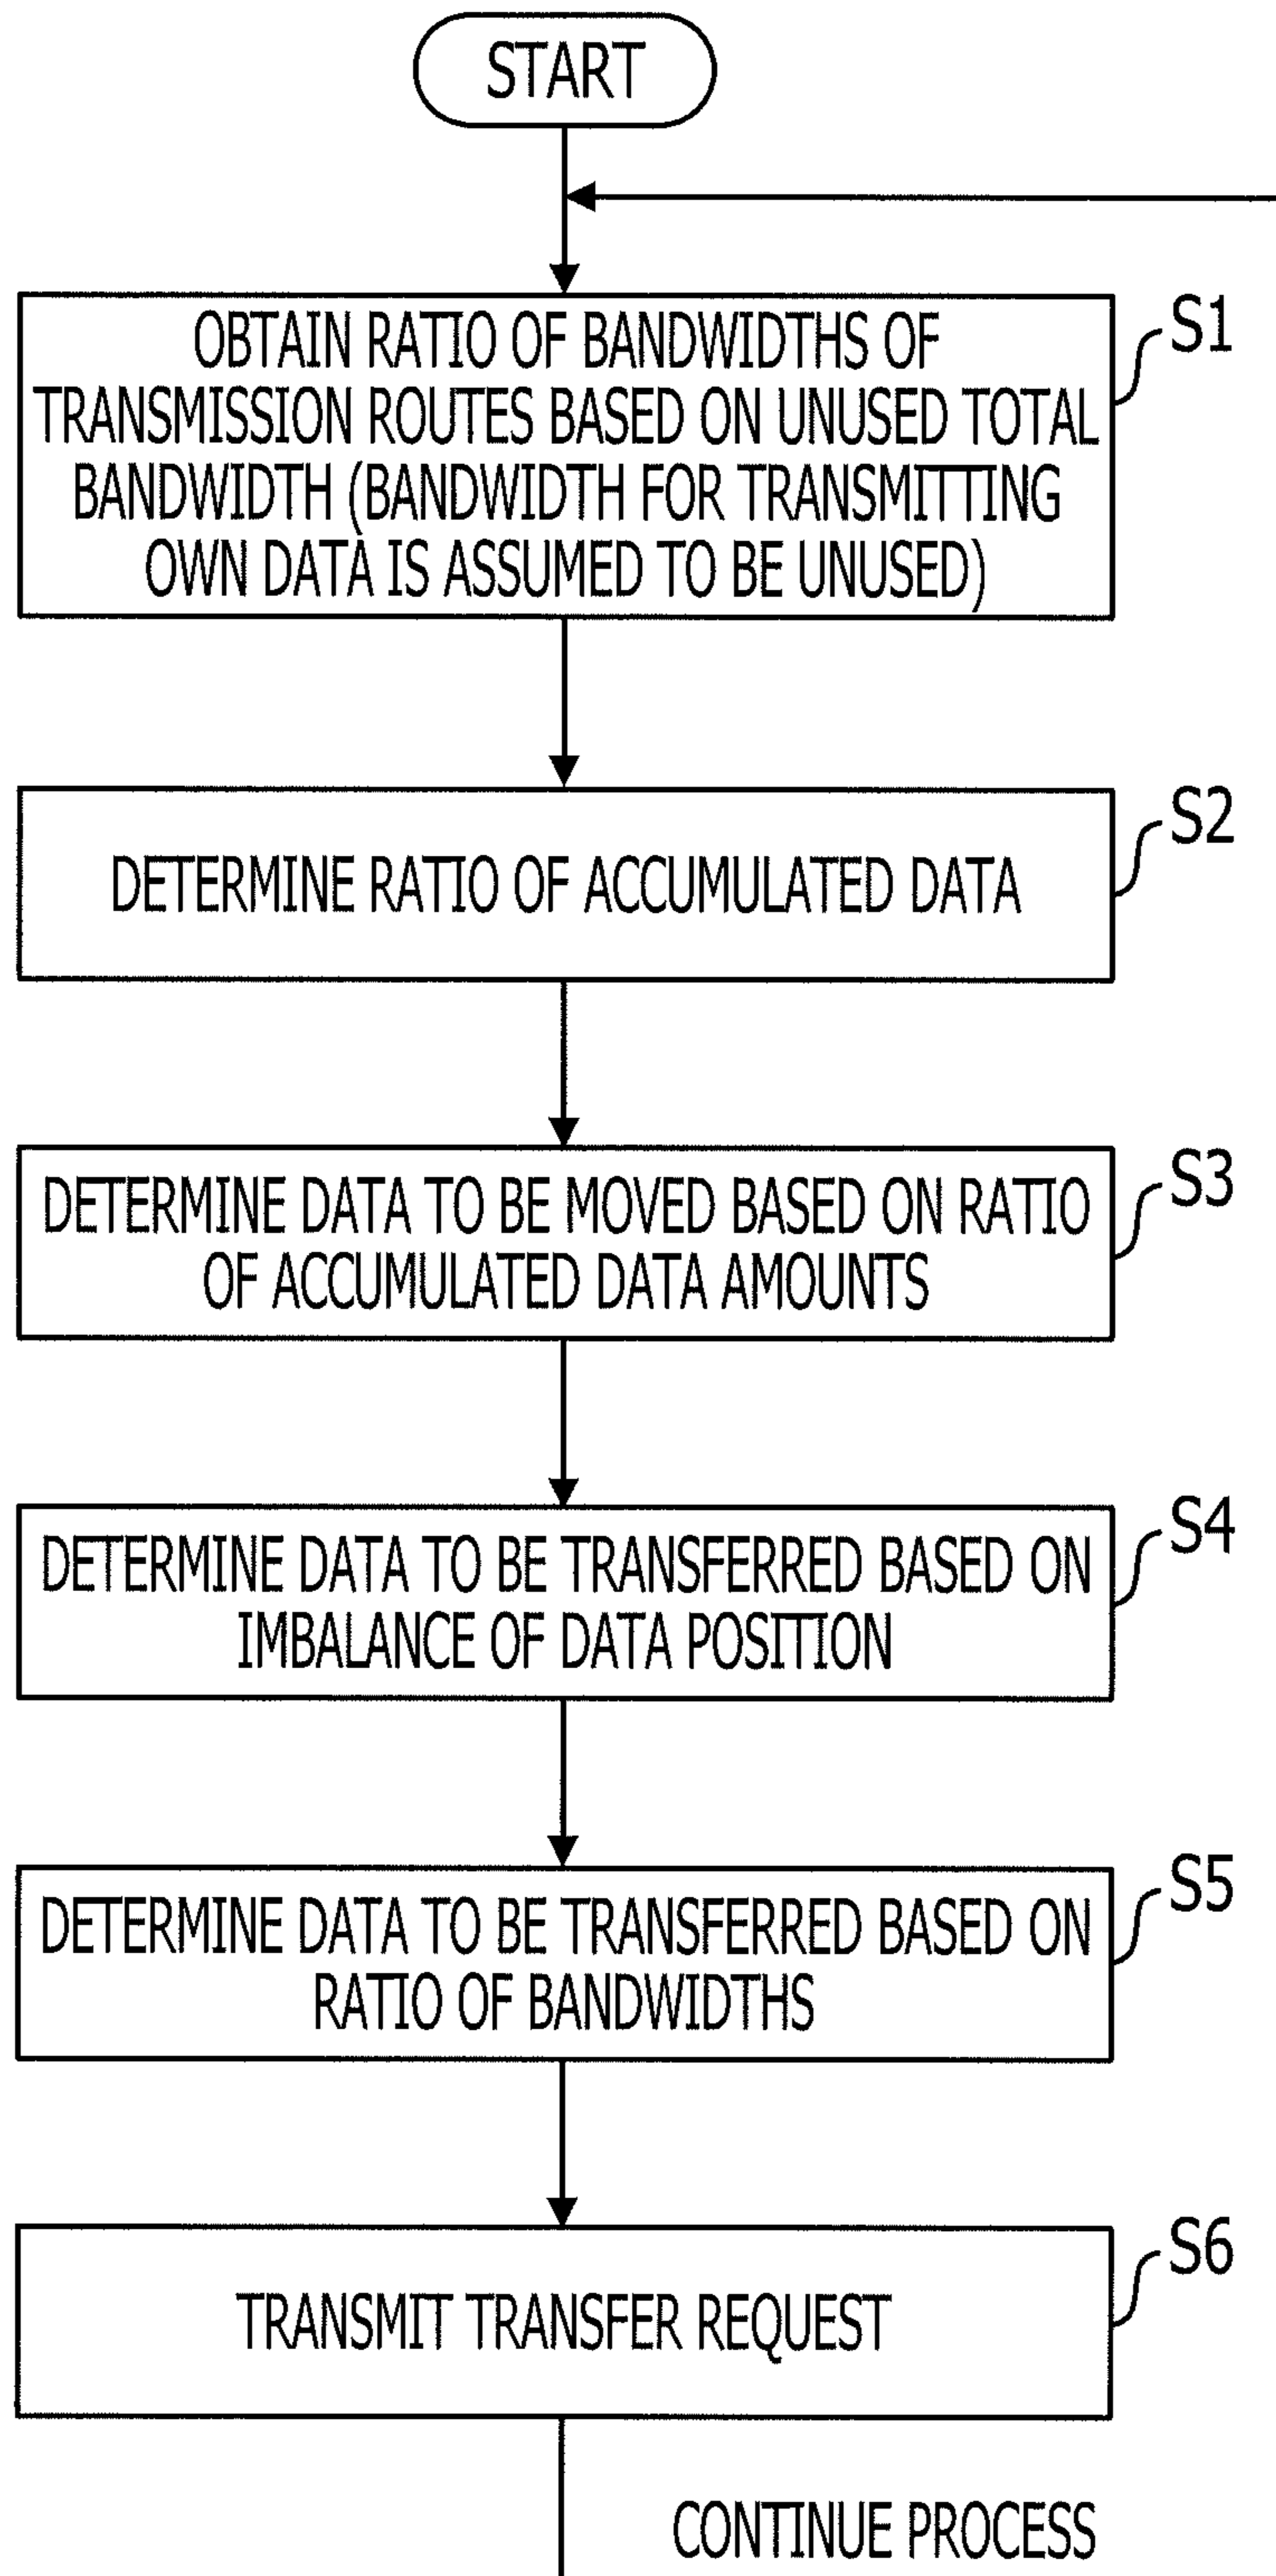 START
OBTAIN RATIO OF BANDWIDTHS OF
TRANSMISSION ROUTES BASED ON UNUSED TOTAL
BANDWIDTH (BANDWIDTH FOR TRANSMITTING
OWN DATA IS ASSUMED TO BE UNUSED)
S1
DETERMINE RATIO OF ACCUMULATED DATA
S2
DETERMINE DATA TO BE MOVED BASED ON RATIO
OF ACCUMULATED DATA AMOUNTS
S3
DETERMINE DATA TO BE TRANSFERRED BASED ON
IMBALANCE OF DATA POSITION
S4
DETERMINE DATA TO BE TRANSFERRED BASED ON
RATIO OF BANDWIDTHS
S5
TRANSMIT TRANSFER REQUEST
S6
CONTINUE PROCESS